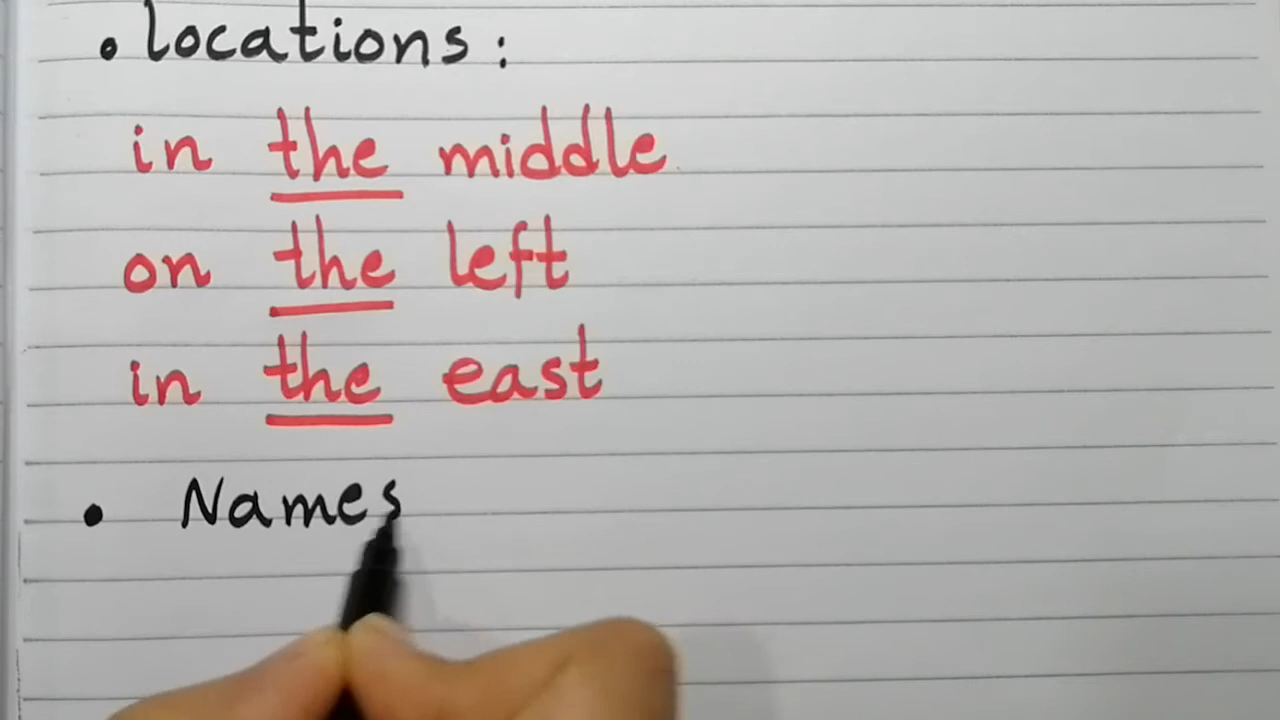 • locations :
in the middle
on the left
in the east
• Names